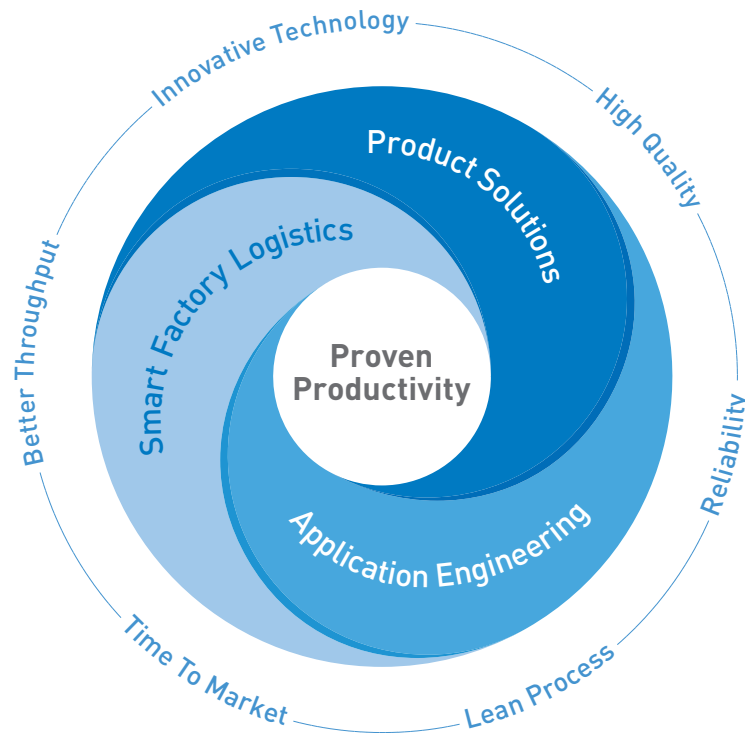 Innovative Technology
High Quality
Reliability
Lean Process
Time To Market
Better Throughput
Product Solutions
Application Engineering
Smart Factory Logistics
Proven
Productivity